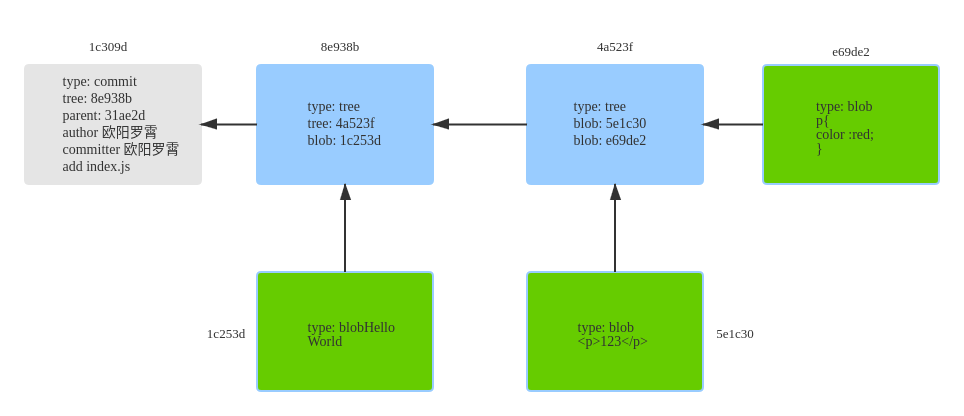 1c309d
type: commit
tree: 8e938b
parent: 31ae2d
author 欧阳罗霄
committer 欧阳罗霄
add index.js
8e938b
type: tree
tree: 4a523f
blob: 1c253d
4a523f
type: tree
blob: 5e1c30
blob: e69de2
e69de2
type: blob
p{
color :red;
}
1c253d
type: blobHello
World
type: blob
<p>123</p>
5e1c30